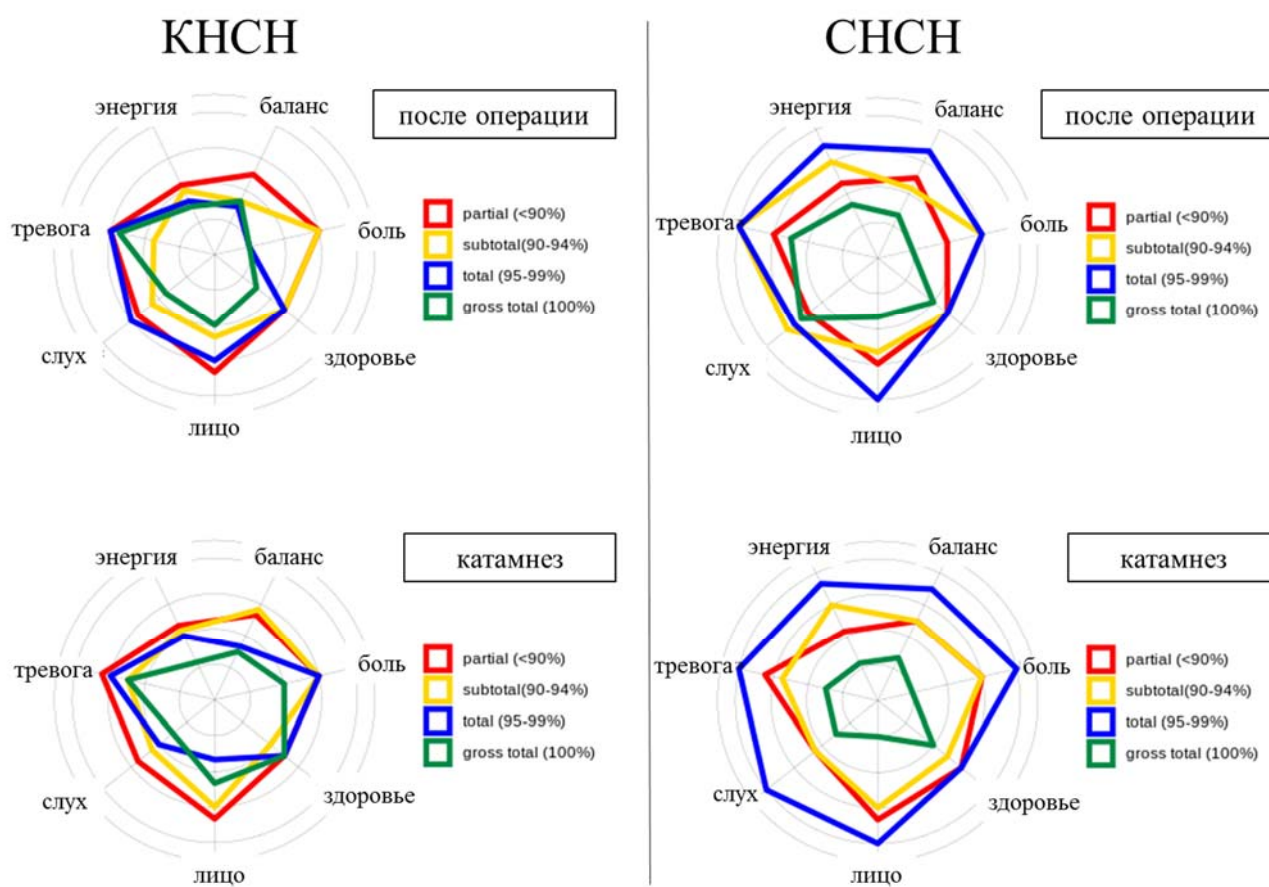 КНСН
СНСН
после операции
энергия
баланс
тревога
боль
слух
здоровье
лицо
partial (<90%)
subtotal(90-94%)
total (95-99%)
gross total (100%)
после операции
энергия
баланс
тревога
боль
слух
здоровье
лицо
partial (<90%)
subtotal(90-94%)
total (95-99%)
gross total (100%)
катамнез
энергия
баланс
тревога
боль
слух
здоровье
лицо
partial (<90%)
subtotal(90-94%)
total (95-99%)
gross total (100%)
катамнез
энергия
баланс
тревога
боль
слух
здоровье
лицо
partial (<90%)
subtotal(90-94%)
total (95-99%)
gross total (100%)